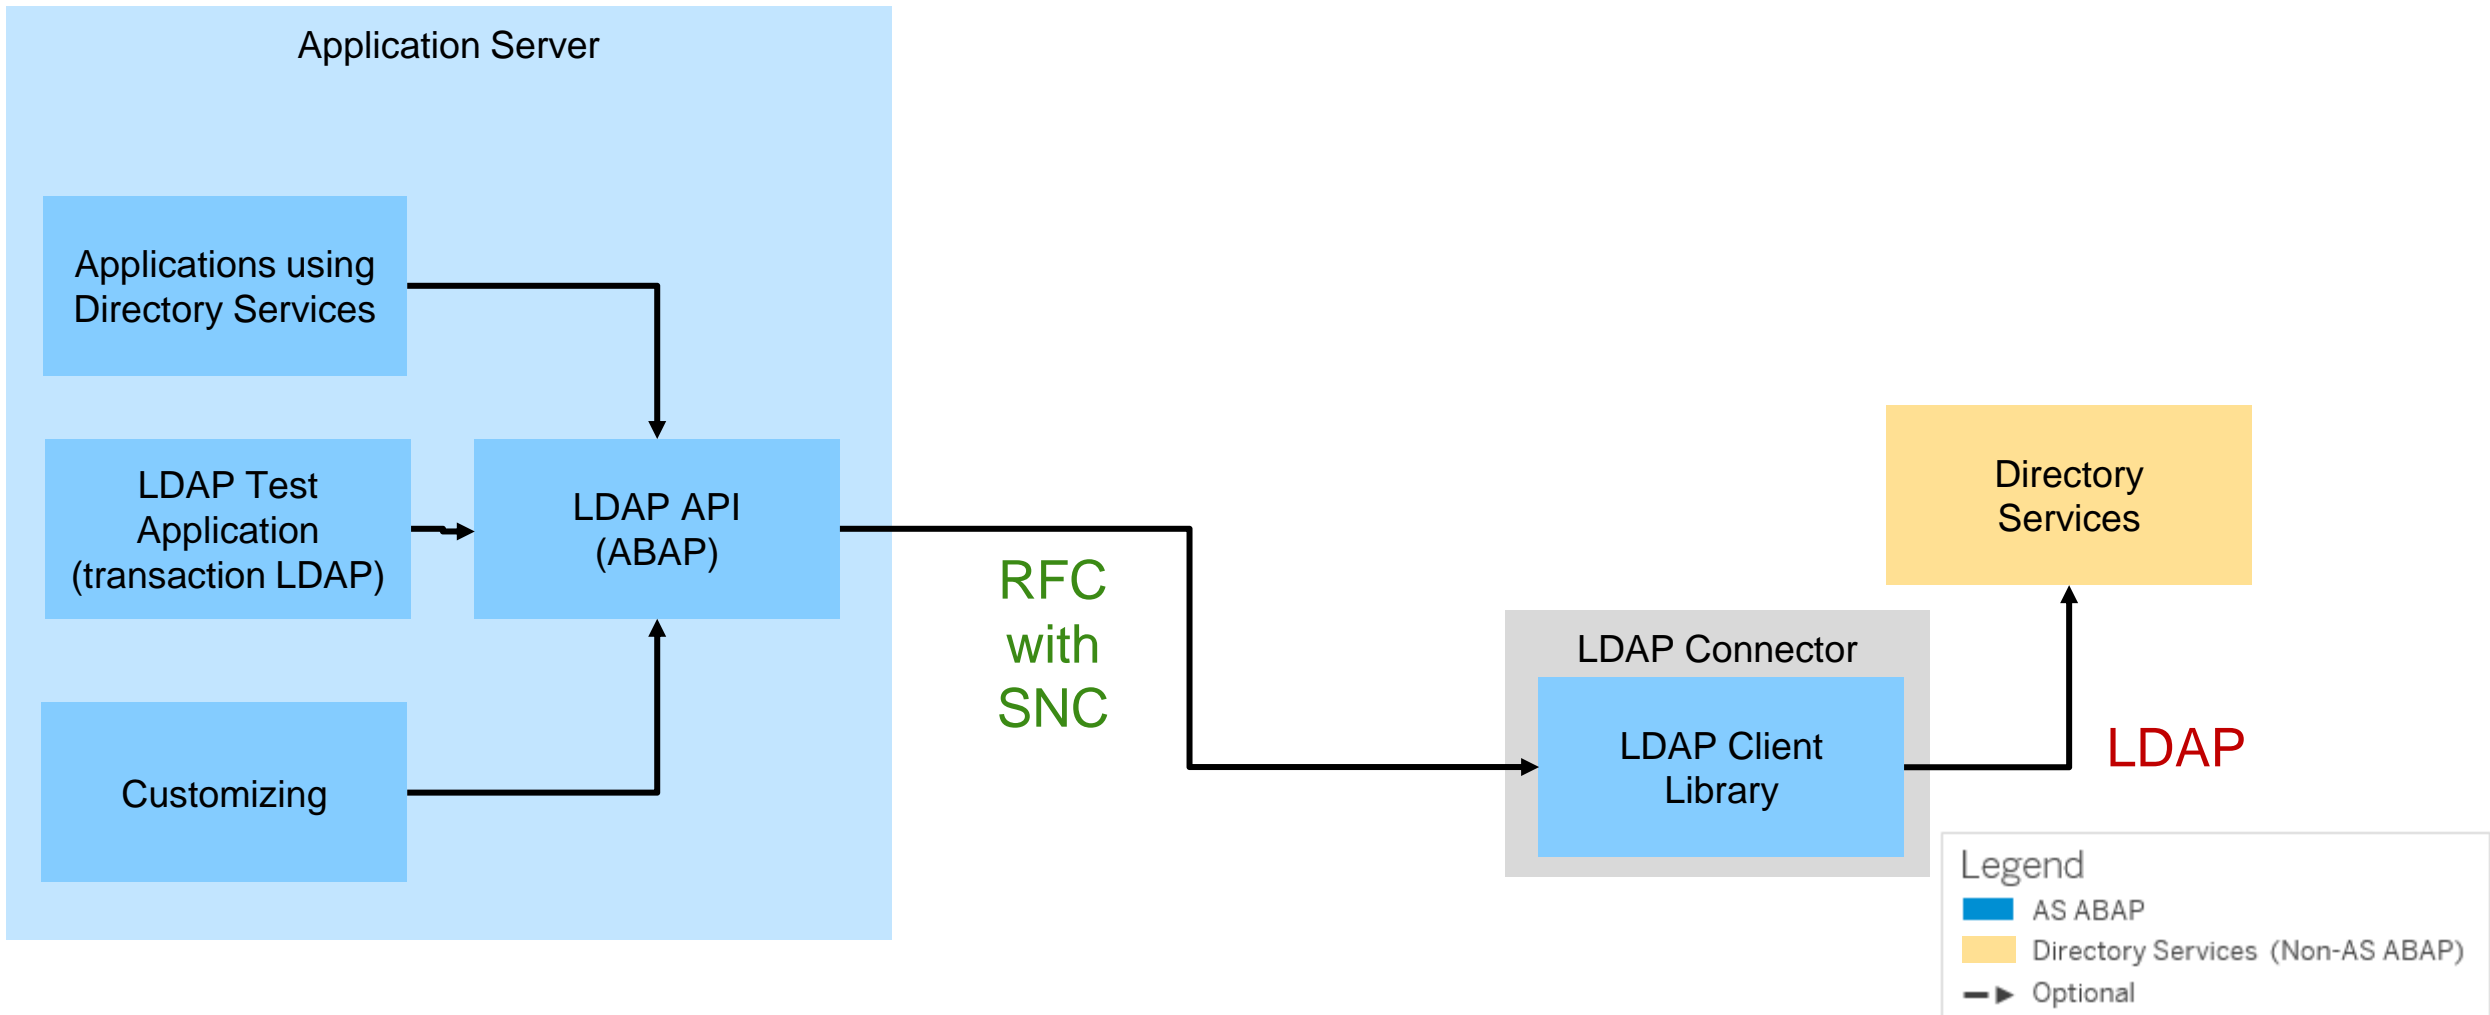 Application Server
Applications using
Directory Services
LDAP Test
Application
(transaction LDAP)
LDAP API
(ABAP)
Customizing
RFC
with
SNC
LDAP Connector
LDAP Client
Library
Directory
Services
LDAP
Legend
AS ABAP
Directory Services (Non-AS ABAP)
Optional